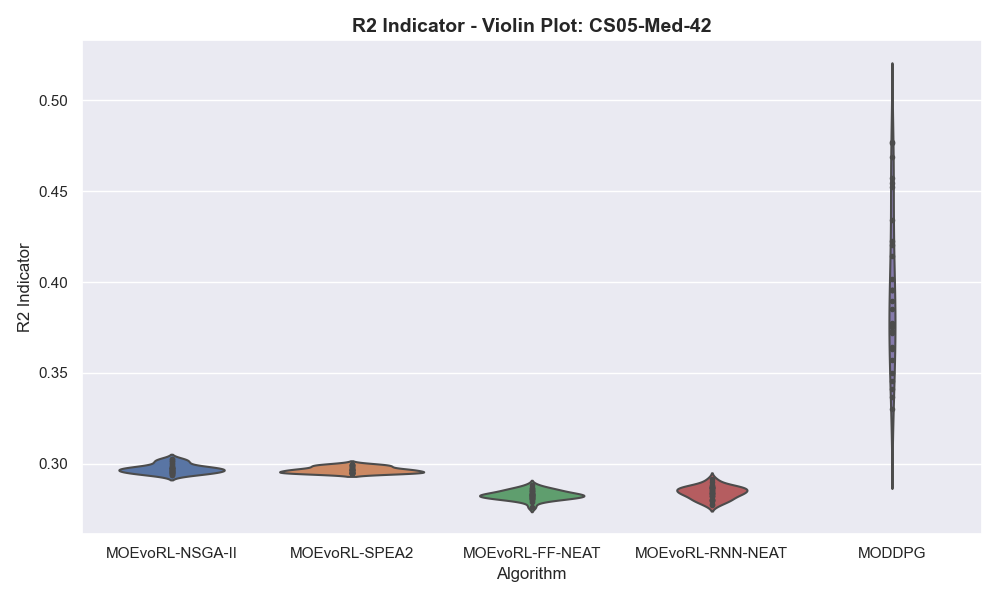 R2 Indicator - Violin Plot: CS05-Med-42
R2 Indicator
0.50
0.45
0.40
0.35
0.30
MOEvoRL-NSGA-II
MOEvoRL-SPEA2
MOEvoRL-FF-NEAT
MOEvoRL-RNN-NEAT
MODDPG
Algorithm